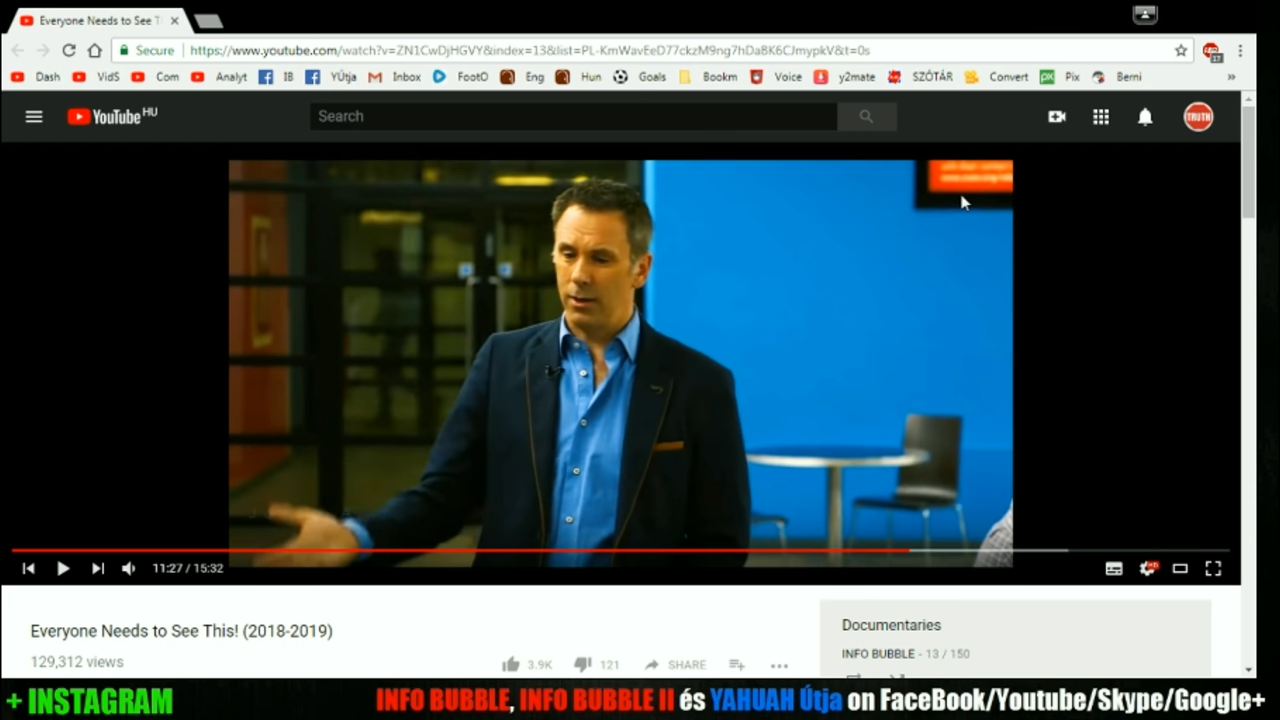 Everyone Needs to See T
Secure https://www.youtube.com/watch?v=ZN1CwDjHGVY&index=13&list=PL-KmWavEeD77ckzM9ng7hDaBK6CJmypkV&t=0s
Dash VidS Com Analyt IB YÚtja Inbox FootO Eng Hun Goals Bookm Voice y2mate SZÓTÁR Convert Pix Berni »
YouTube HU Search TRUTH
11:27 / 15:32 HD
Everyone Needs to See This! (2018-2019)
129,312 views 3.9K 121 SHARE
Documentaries
INFO BUBBLE - 13 / 150
+ INSTAGRAM INFO BUBBLE, INFO BUBBLE II és YAHUAH Útja on FaceBook/Youtube/Skype/Google+